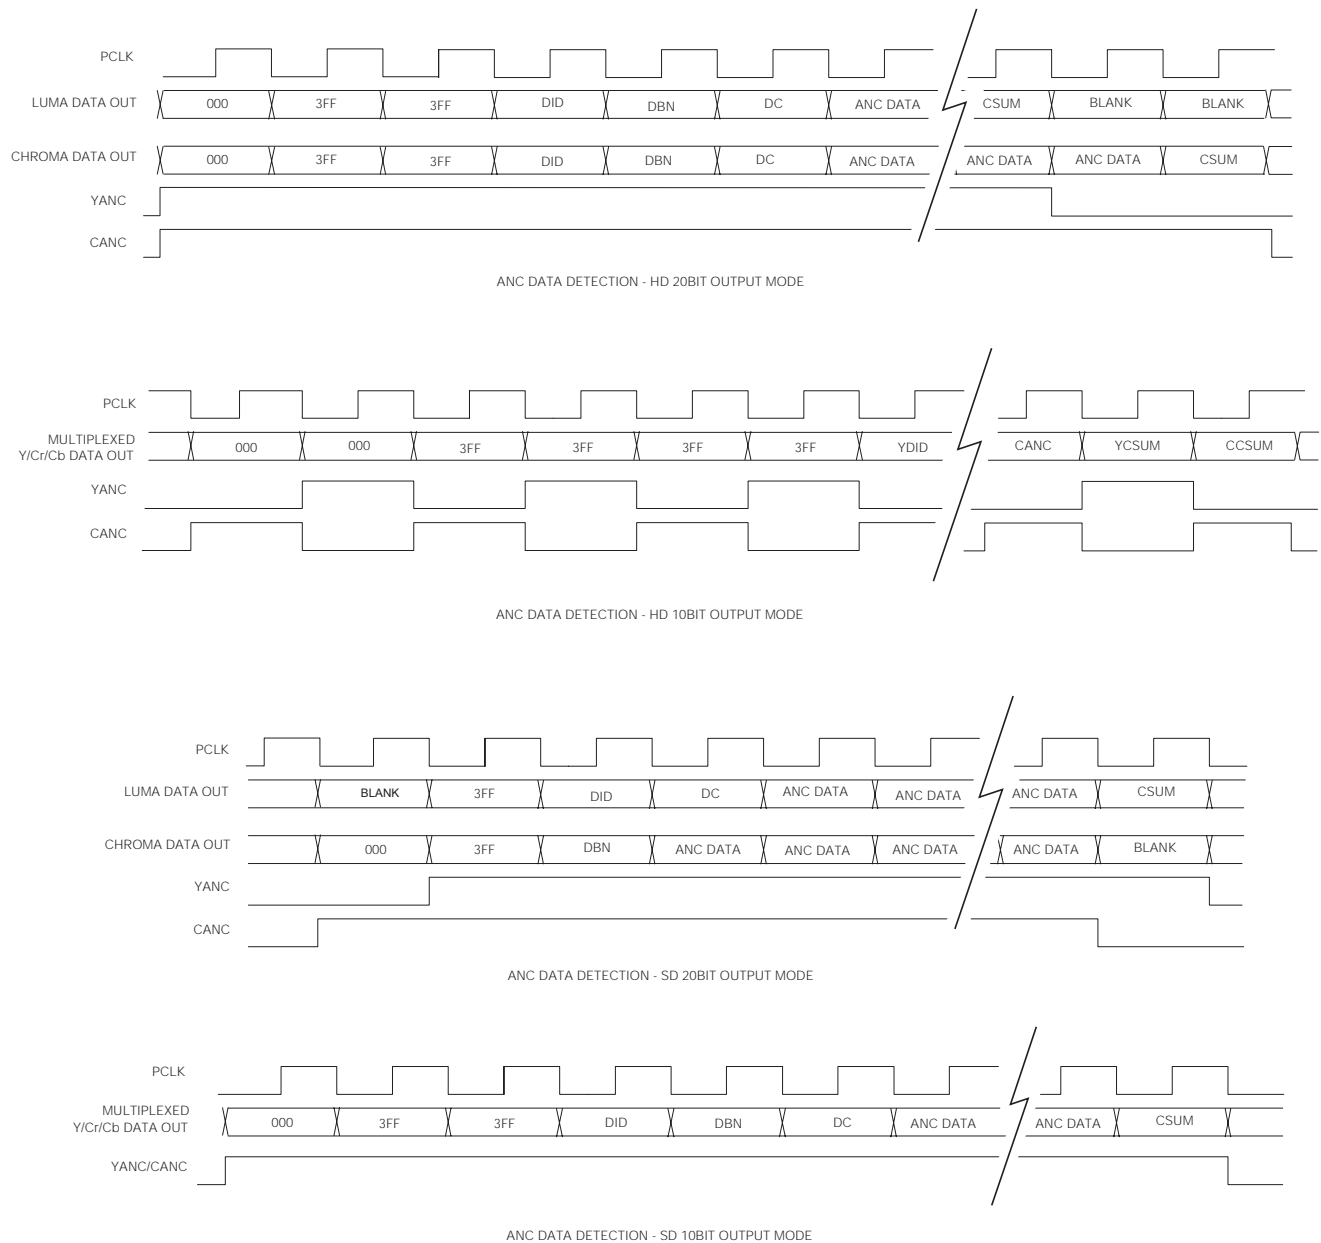 PCLK
LUMA DATA OUT 000 3FF 3FF DID DBN DC ANC DATA CSUM BLANK BLANK
CHROMA DATA OUT 000 3FF 3FF DID DBN DC ANC DATA ANC DATA ANC DATA CSUM
YANC
CANC
ANC DATA DETECTION - HD 20BIT OUTPUT MODE
PCLK
MULTIPLEXED
Y/Cr/Cb DATA OUT 000 000 3FF 3FF 3FF 3FF YDID CANC YCSUM CCSUM
YANC
CANC
ANC DATA DETECTION - HD 10BIT OUTPUT MODE
PCLK
LUMA DATA OUT BLANK 3FF DID DC ANC DATA ANC DATA ANC DATA CSUM
CHROMA DATA OUT 000 3FF DBN ANC DATA ANC DATA ANC DATA ANC DATA BLANK
YANC
CANC
ANC DATA DETECTION - SD 20BIT OUTPUT MODE
PCLK
MULTIPLEXED
Y/Cr/Cb DATA OUT 000 3FF 3FF DID DBN DC ANC DATA ANC DATA CSUM
YANC/CANC
ANC DATA DETECTION - SD 10BIT OUTPUT MODE